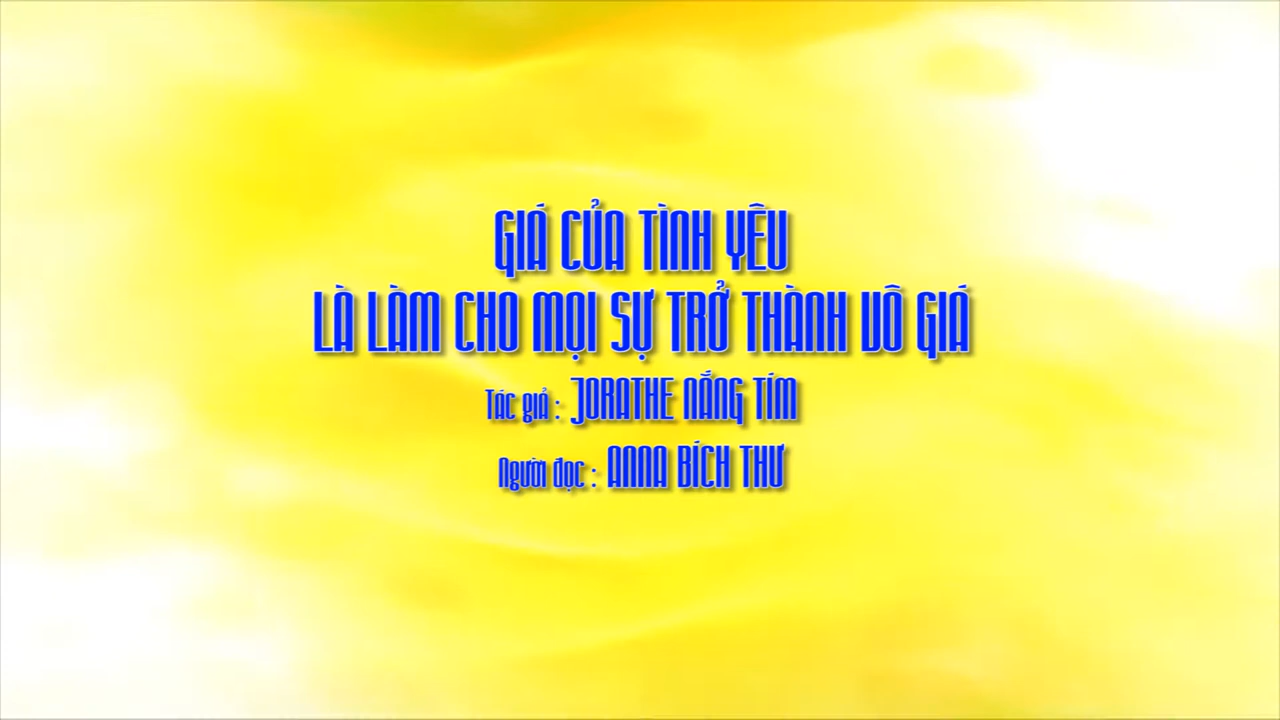 GIÁ CỦA TÌNH YÊU
LÀ LÀM CHO MỌI SỰ TRỞ THÀNH VÔ GIÁ
Tác giả : JORATHE NẮNG TÍM
Người đọc : ANNA BÍCH THƯ